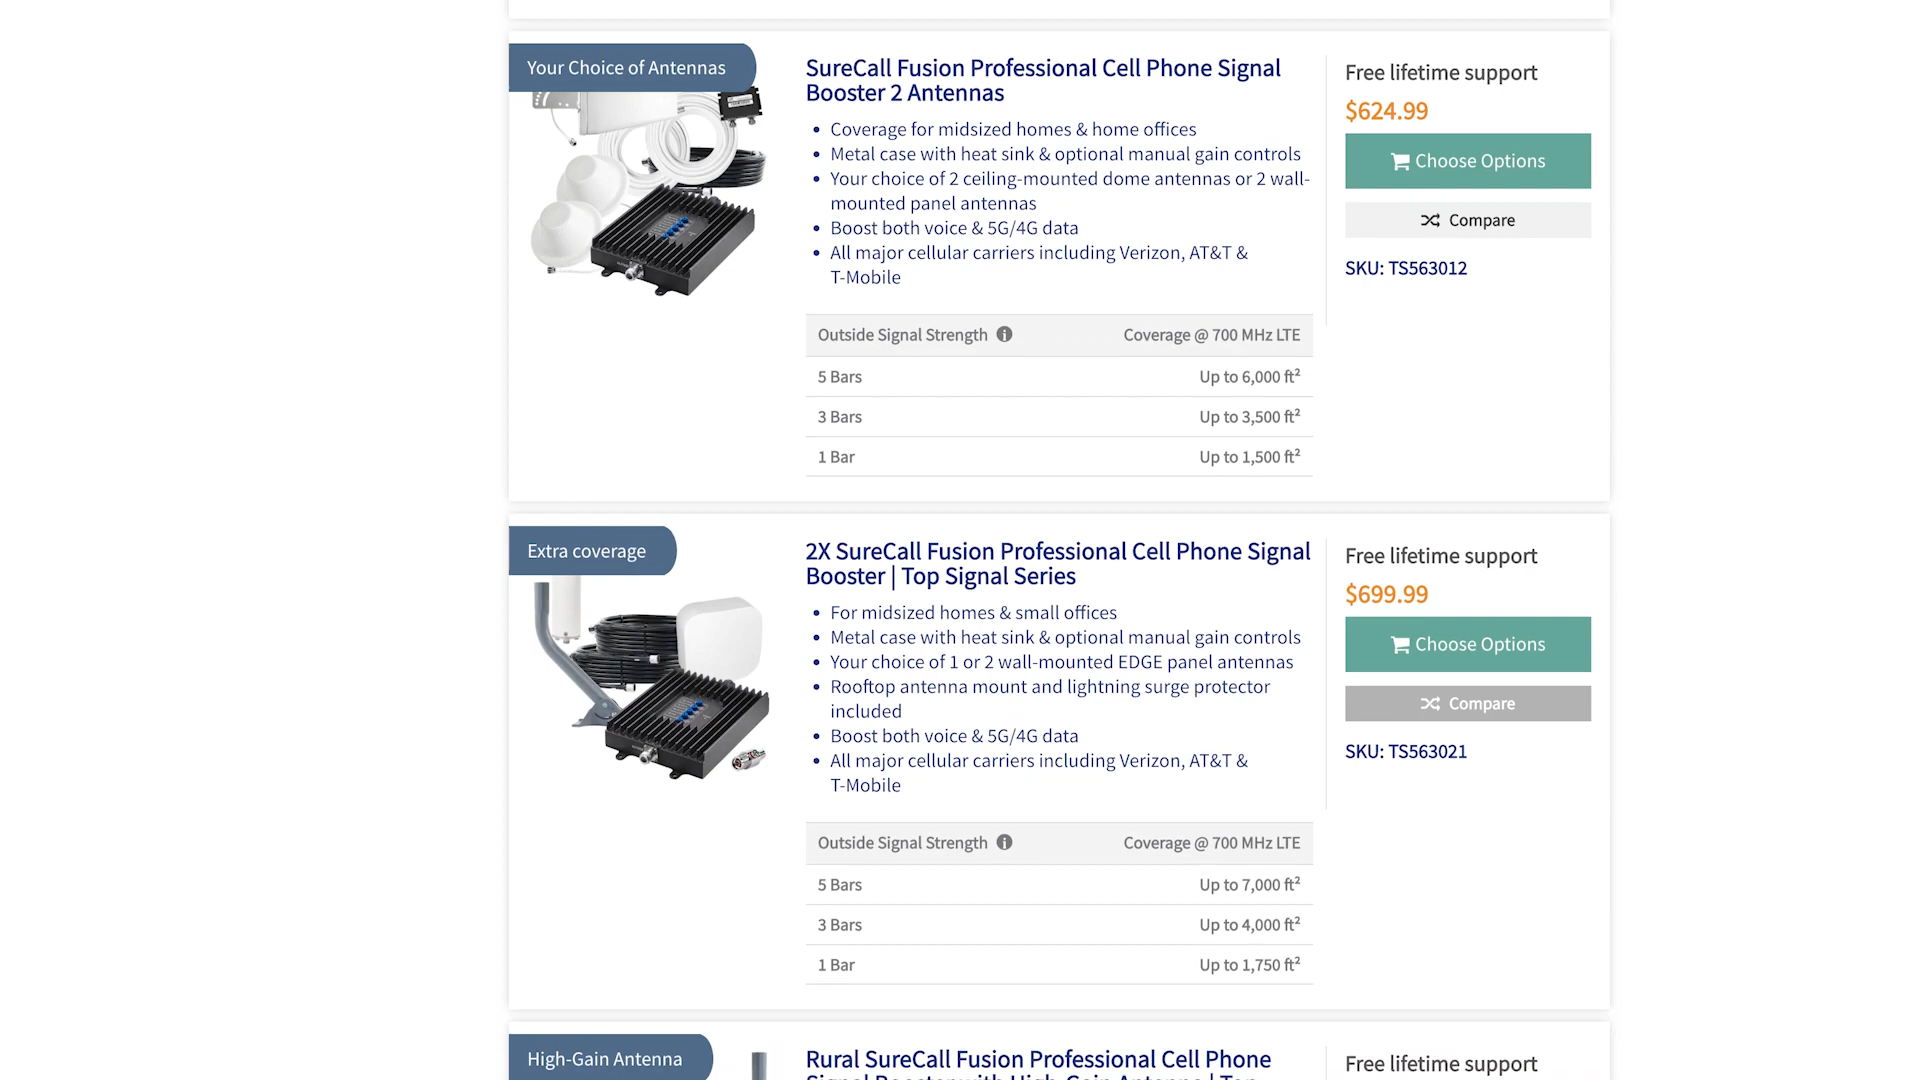 Your Choice of Antennas
SureCall Fusion Professional Cell Phone Signal
Booster 2 Antennas
• Coverage for midsized homes & home offices
• Metal case with heat sink & optional manual gain controls
• Your choice of 2 ceiling-mounted dome antennas or 2 wall-
mounted panel antennas
• Boost both voice & 5G/4G data
• All major cellular carriers including Verizon, AT&T &
T-Mobile
Outside Signal Strength Coverage @ 700 MHz LTE
5 Bars Up to 6,000 ft²
3 Bars Up to 3,500 ft²
1 Bar Up to 1,500 ft²
Free lifetime support
$624.99
Choose Options
Compare
SKU: TS563012
Extra coverage
2X SureCall Fusion Professional Cell Phone Signal
Booster | Top Signal Series
• For midsized homes & small offices
• Metal case with heat sink & optional manual gain controls
• Your choice of 1 or 2 wall-mounted EDGE panel antennas
• Rooftop antenna mount and lightning surge protector
included
• Boost both voice & 5G/4G data
• All major cellular carriers including Verizon, AT&T &
T-Mobile
Outside Signal Strength Coverage @ 700 MHz LTE
5 Bars Up to 7,000 ft²
3 Bars Up to 4,000 ft²
1 Bar Up to 1,750 ft²
Free lifetime support
$699.99
Choose Options
Compare
SKU: TS563021
High-Gain Antenna
Rural SureCall Fusion Professional Cell Phone
Signal Booster with High-Gain Antenna | Top
Free lifetime support